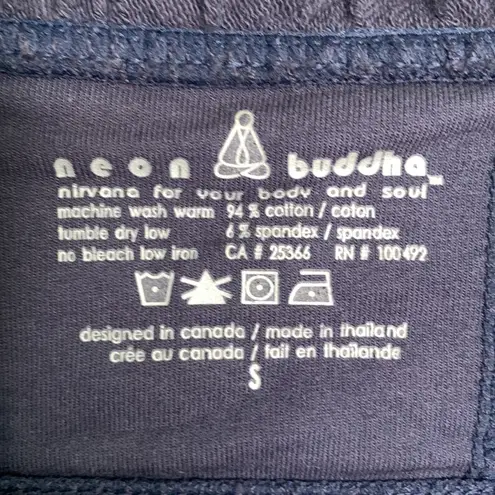 neon buddha
nirvana for your body and soul
machine wash warm 94 % cotton / coton
tumble dry low 6 % spandex / spandex
no bleach low iron CA # 25366 RN # 100492
designed in canada / made in thailand
crée au canada / fait en thaïlande
S